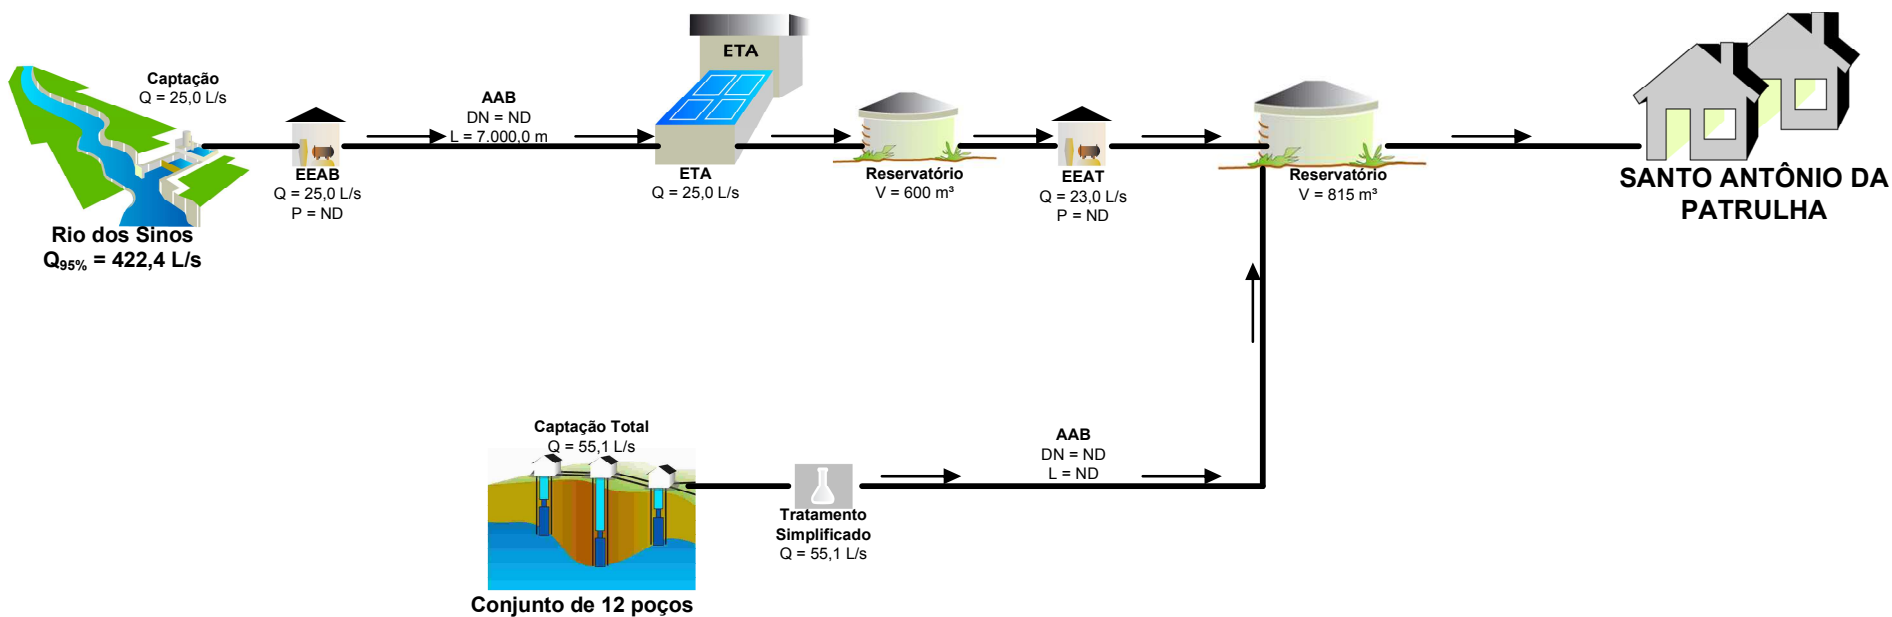 Captação
Q = 25,0 L/s
Rio dos Sinos
Q95% = 422,4 L/s
EEAB
Q = 25,0 L/s
P = ND
AAB
DN = ND
L = 7.000,0 m
ETA
ETA
Q = 25,0 L/s
Reservatório
V = 600 m³
EEAT
Q = 23,0 L/s
P = ND
Reservatório
V = 815 m³
SANTO ANTÔNIO DA
PATRULHA
Captação Total
Q = 55,1 L/s
Conjunto de 12 poços
Tratamento
Simplificado
Q = 55,1 L/s
AAB
DN = ND
L = ND